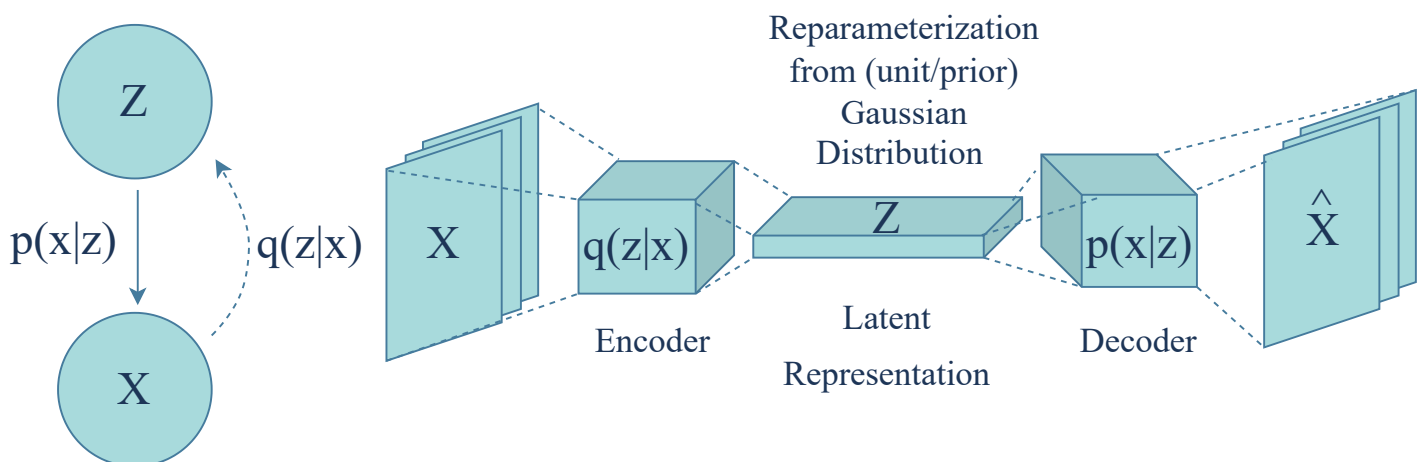 Z
p(x|z)
q(z|x)
X
X
q(z|x)
Encoder
Reparameterization
from (unit/prior)
Gaussian
Distribution
Z
Latent
Representation
p(x|z)
Decoder
X̂